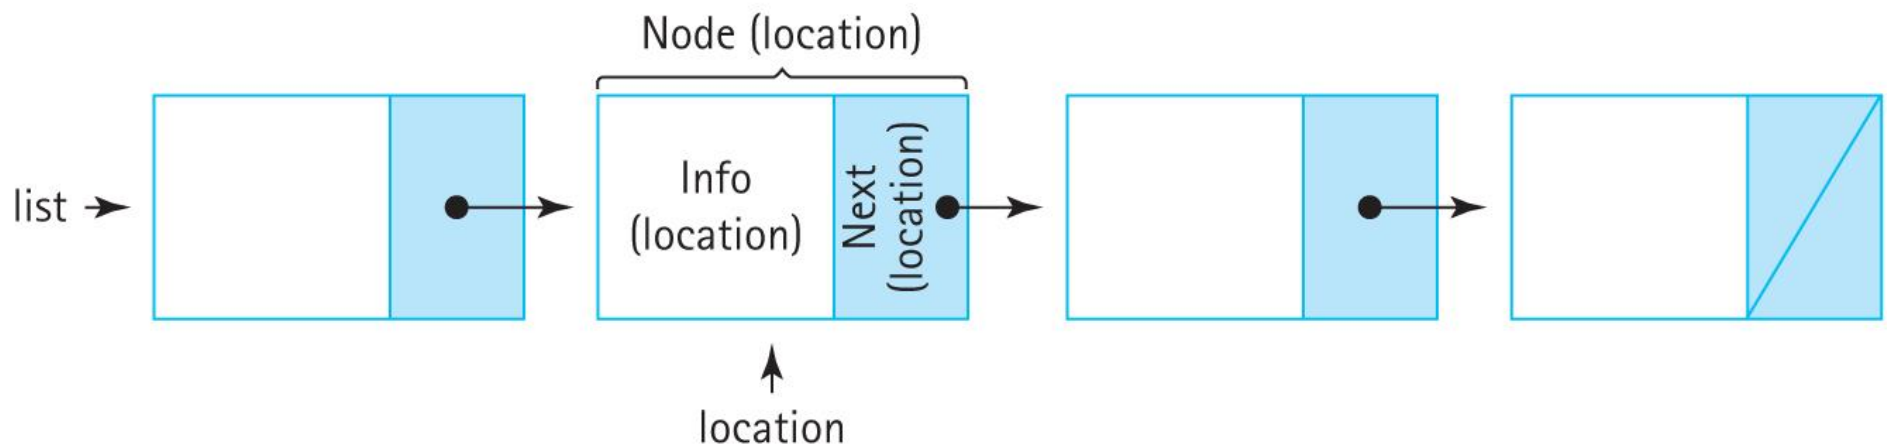 Node (location)
list
Info
(location)
Next
(location)
location